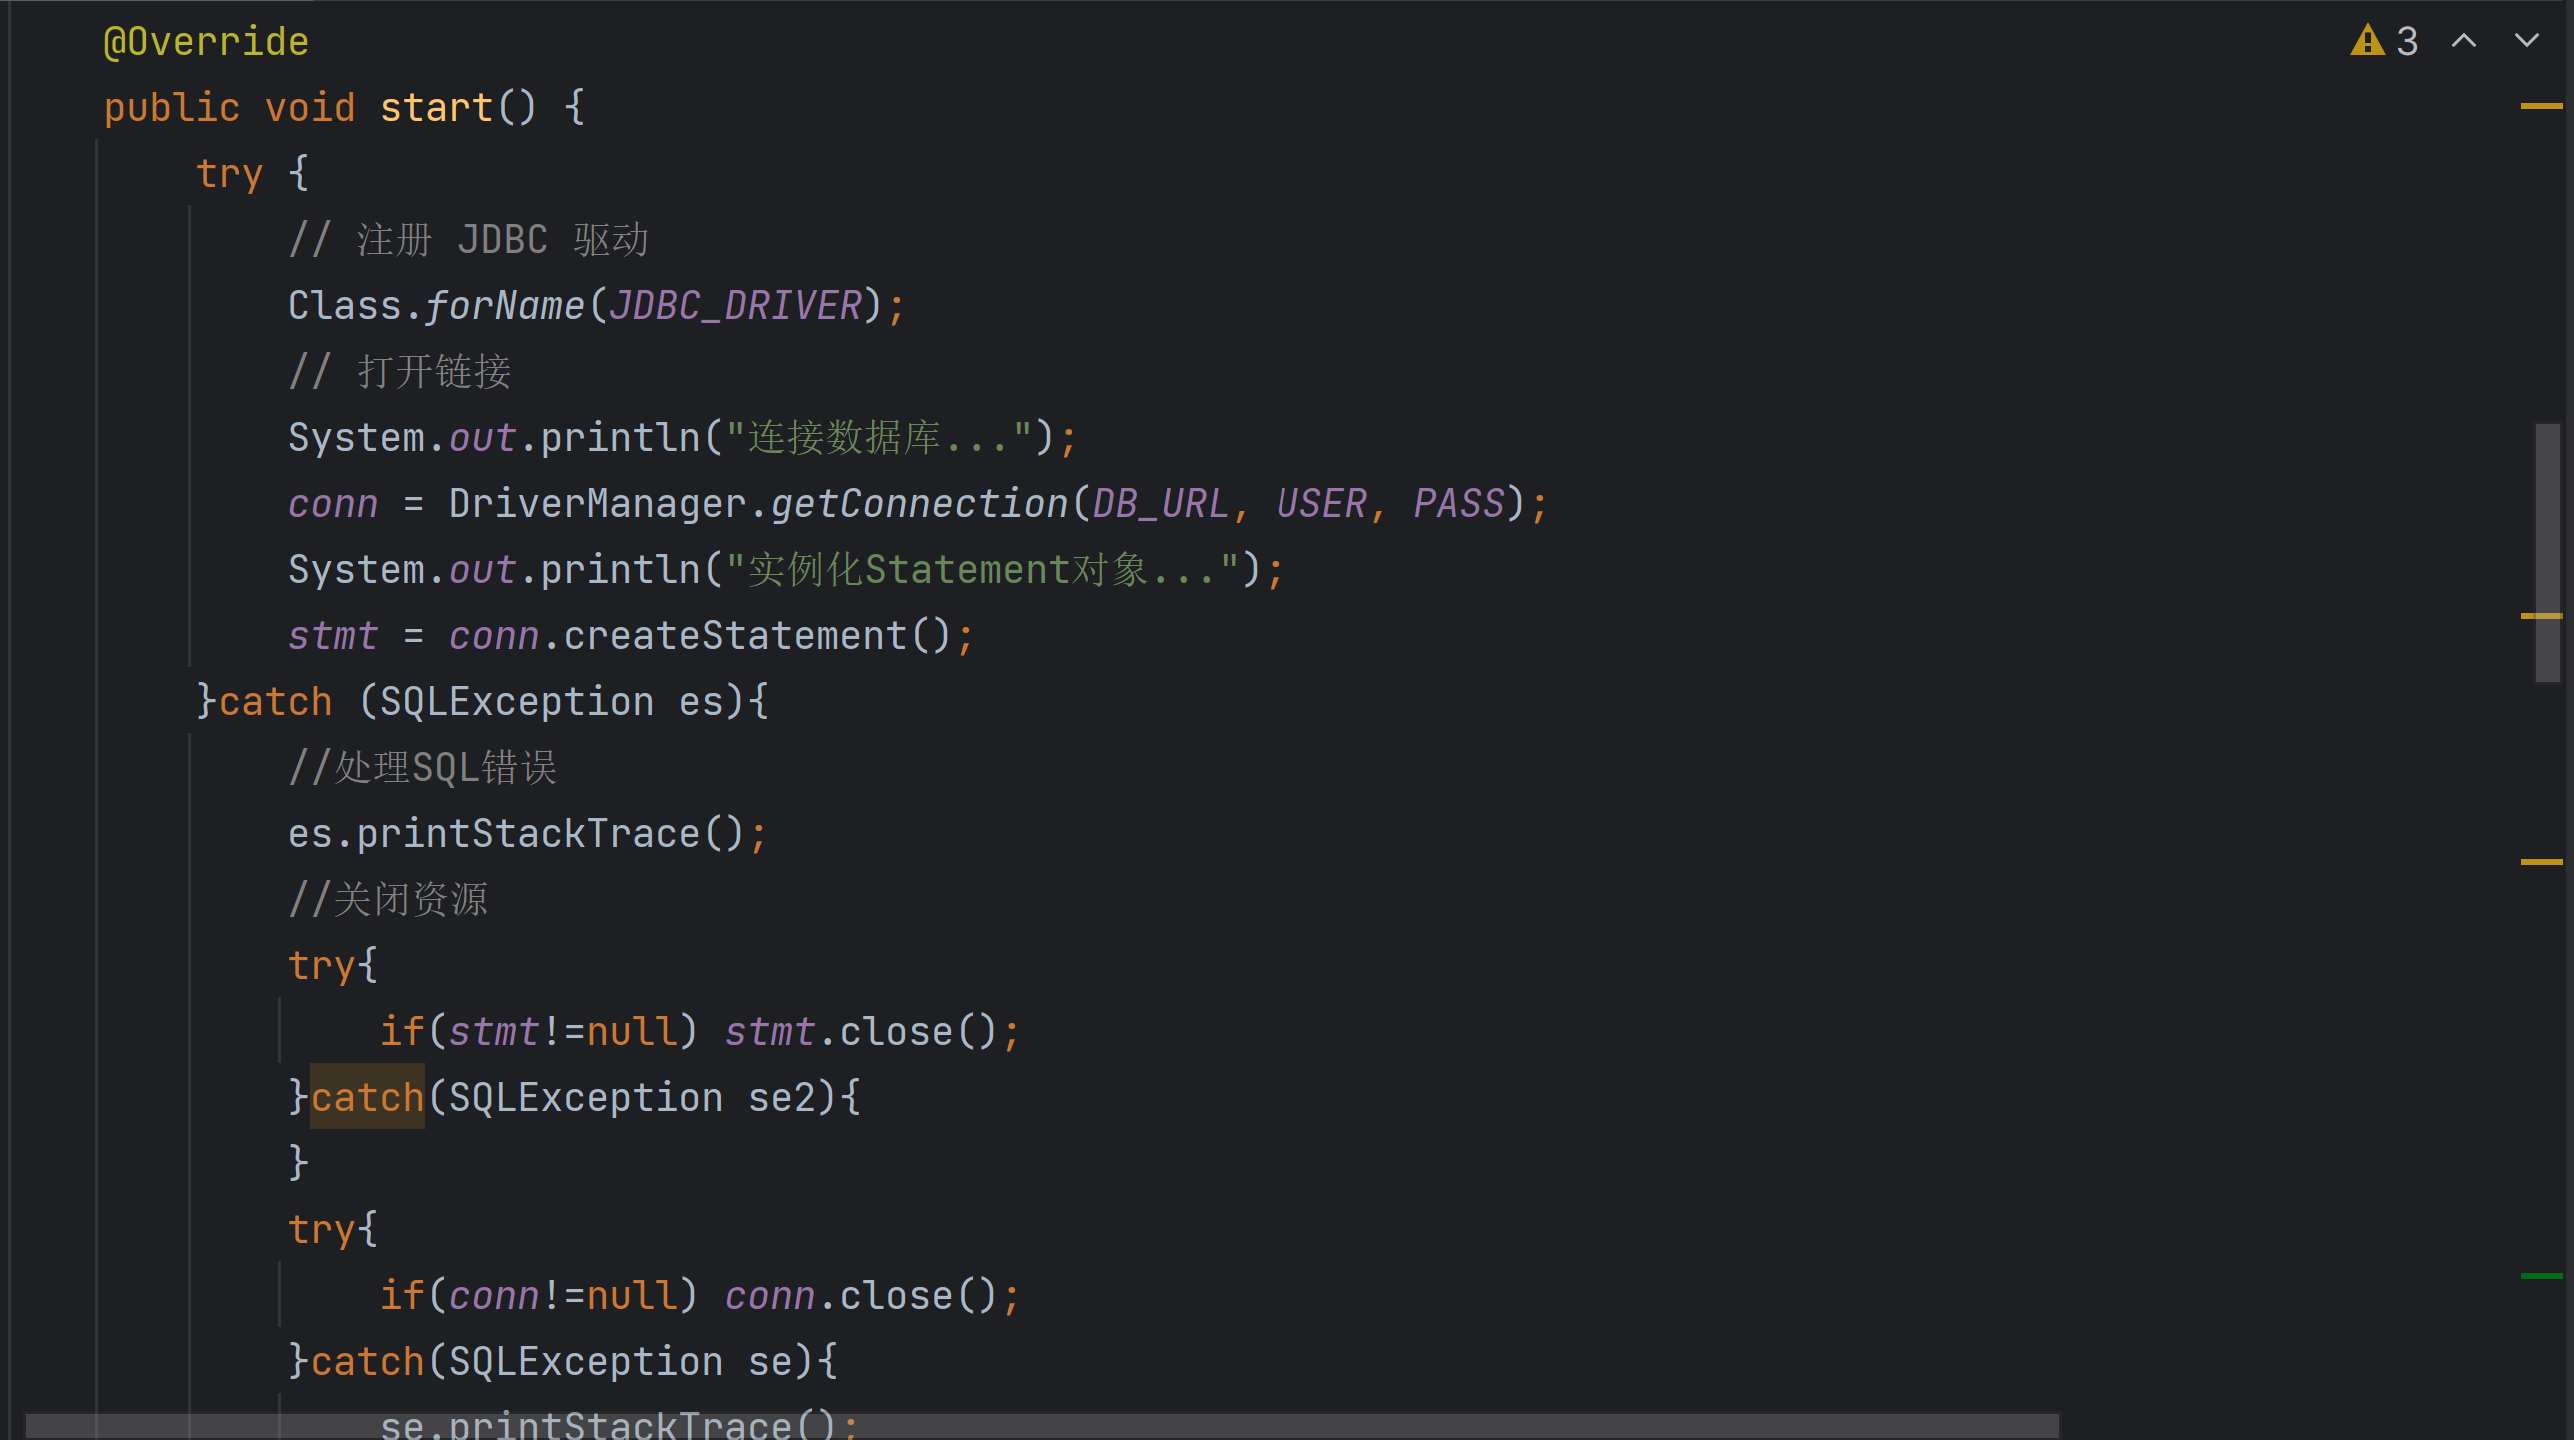 @Override
3
public void start() {
try {
// 注册 JDBC 驱动
Class.forName(JDBC_DRIVER);
// 打开链接
System.out.println("连接数据库...");
conn = DriverManager.getConnection(DB_URL, USER, PASS);
System.out.println("实例化Statement对象...");
stmt = conn.createStatement();
}catch (SQLException es){
//处理SQL错误
es.printStackTrace();
//关闭资源
try{
if(stmt!=null) stmt.close();
}catch(SQLException se2){
}
try{
if(conn!=null) conn.close();
}catch(SQLException se){
se.printStackTrace();